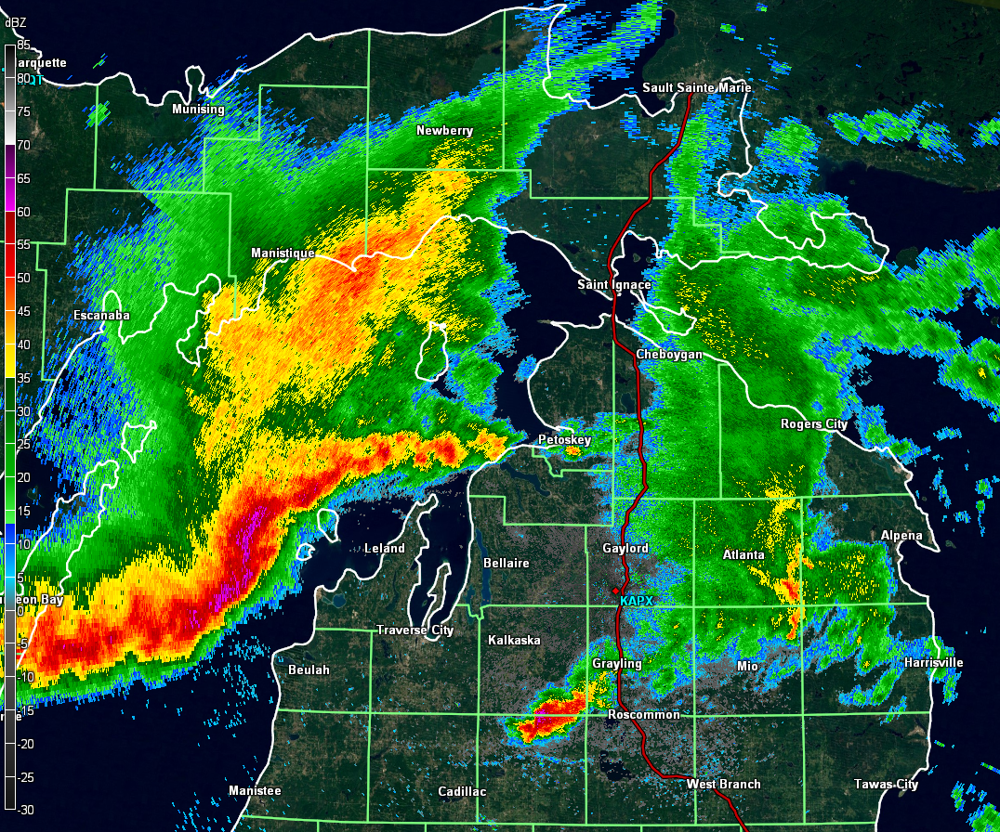 dBZ
85
arquette
80
75
Munising
Sault Sainte Marie
70
Newberry
65
60
55
Manistique
50
Saint Ignace
45
Escanaba
40
Cheboygan
35
30
Rogers City
25
Petoskey
20
15
10
Leland
Gaylord
Atlanta
Alpena
5
Bellaire
eon Bay
0
KAPX
-5
Traverse City
Kalkaska
-10
Beulah
Grayling
Mio
Harrisville
-15
Roscommon
-20
-25
Manistee
Cadillac
West Branch
Tawas City
-30